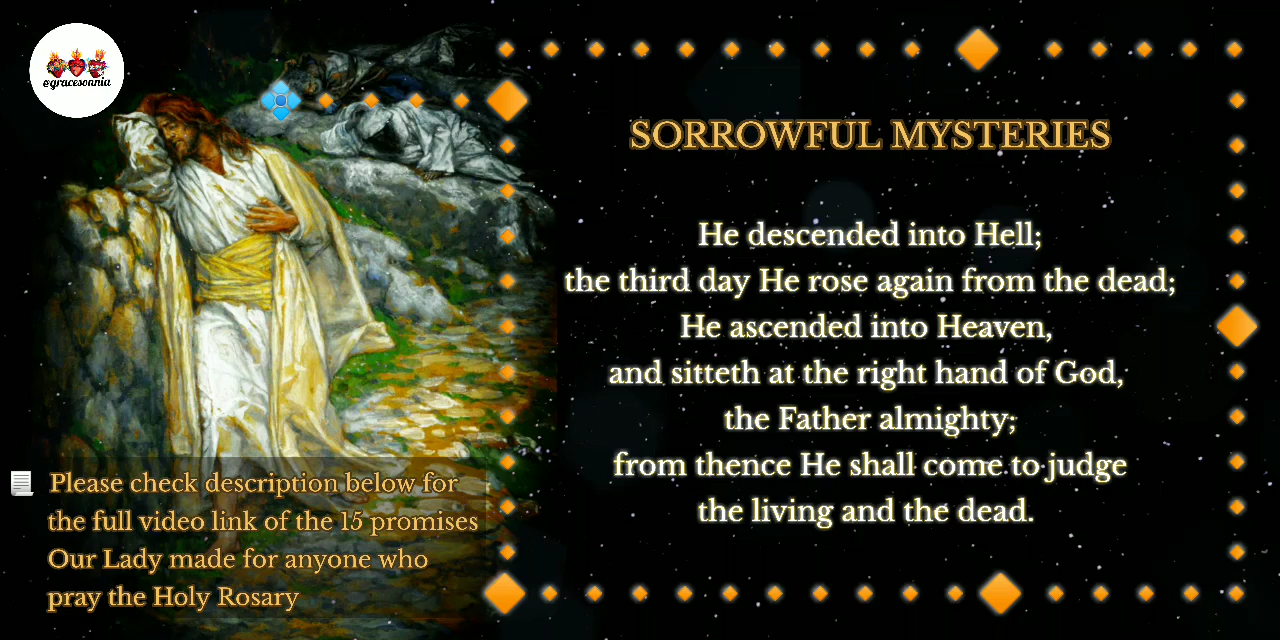 @gracesonnia
SORROWFUL MYSTERIES
He descended into Hell;
the third day He rose again from the dead;
He ascended into Heaven,
and sitteth at the right hand of God,
the Father almighty;
from thence He shall come to judge
the living and the dead.
Please check description below for
the full video link of the 15 promises
Our Lady made for anyone who
pray the Holy Rosary